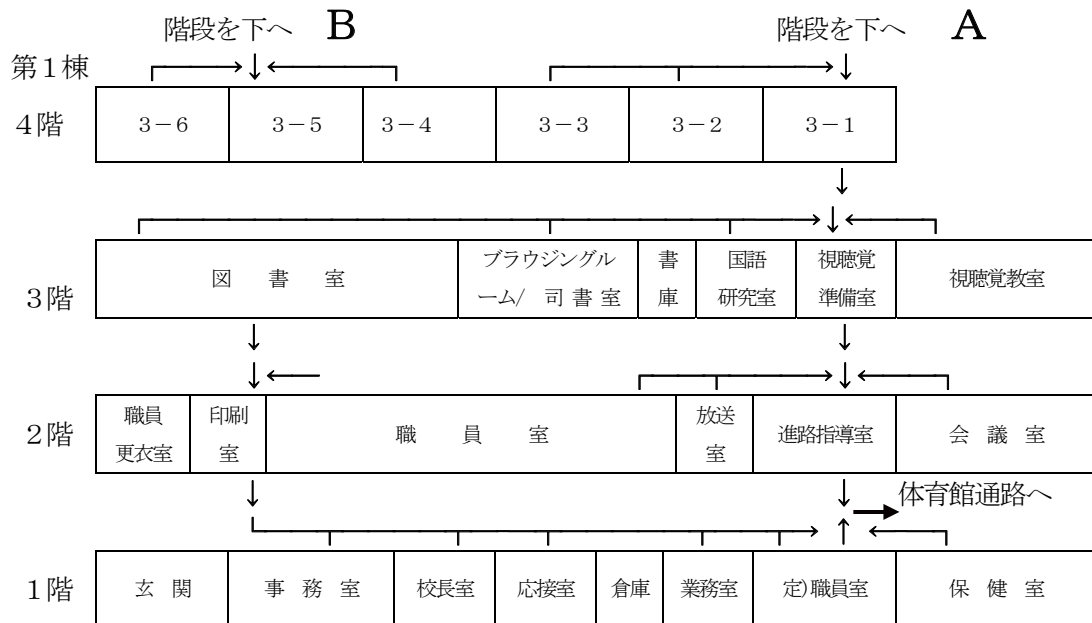 階段を下へ B 階段を下へ A
第1棟
4階 3－6 3－5 3－4 3－3 3－2 3－1
3階 図書室 ブラウジングル 書 国語 視聴覚 視聴覚教室
ーム/ 司書室 庫 研究室 準備室
2階 職員 印刷 職員室 放送 進路指導室 会議室
更衣室 室 室
体育館通路へ
1階 玄関 事務室 校長室 応接室 倉庫 業務室 定)職員室 保健室